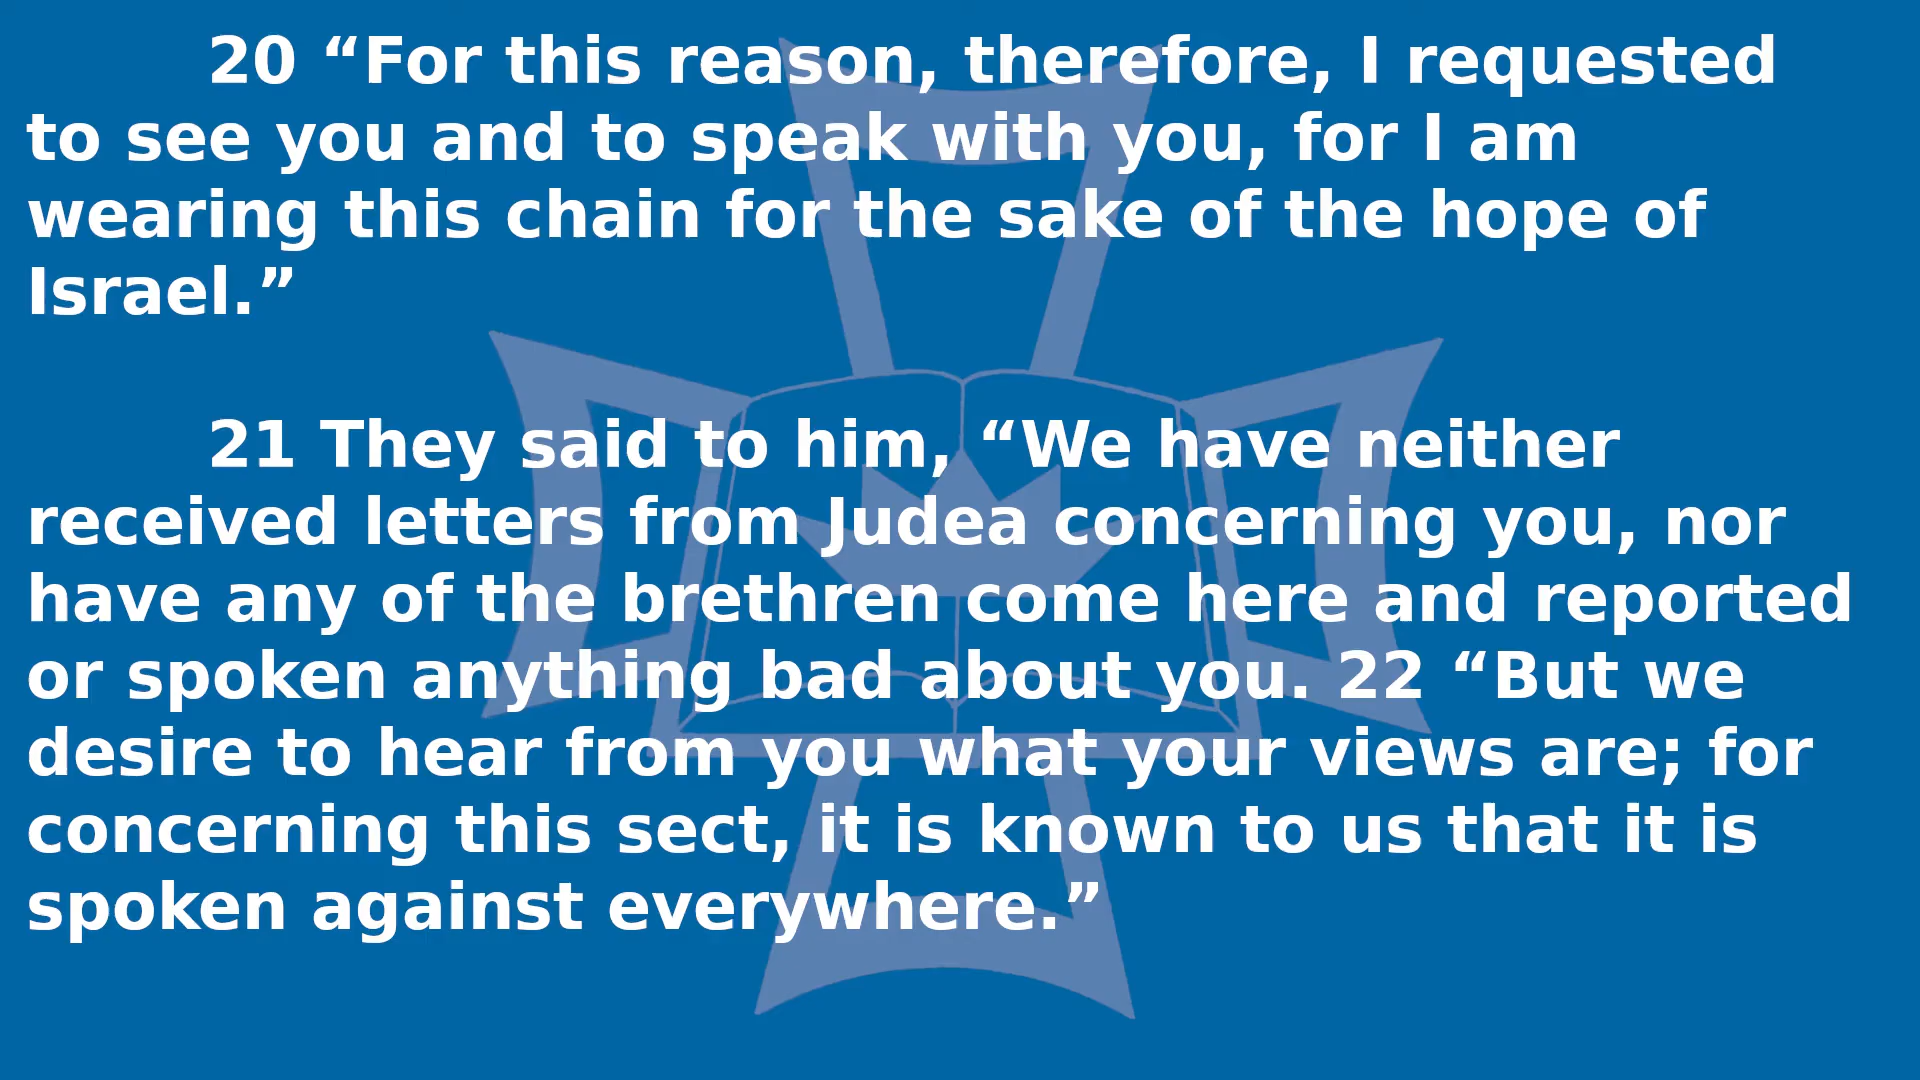 20 “For this reason, therefore, I requested
to see you and to speak with you, for I am
wearing this chain for the sake of the hope of
Israel.”
21 They said to him, “We have neither
received letters from Judea concerning you, nor
have any of the brethren come here and reported
or spoken anything bad about you. 22 “But we
desire to hear from you what your views are; for
concerning this sect, it is known to us that it is
spoken against everywhere.”